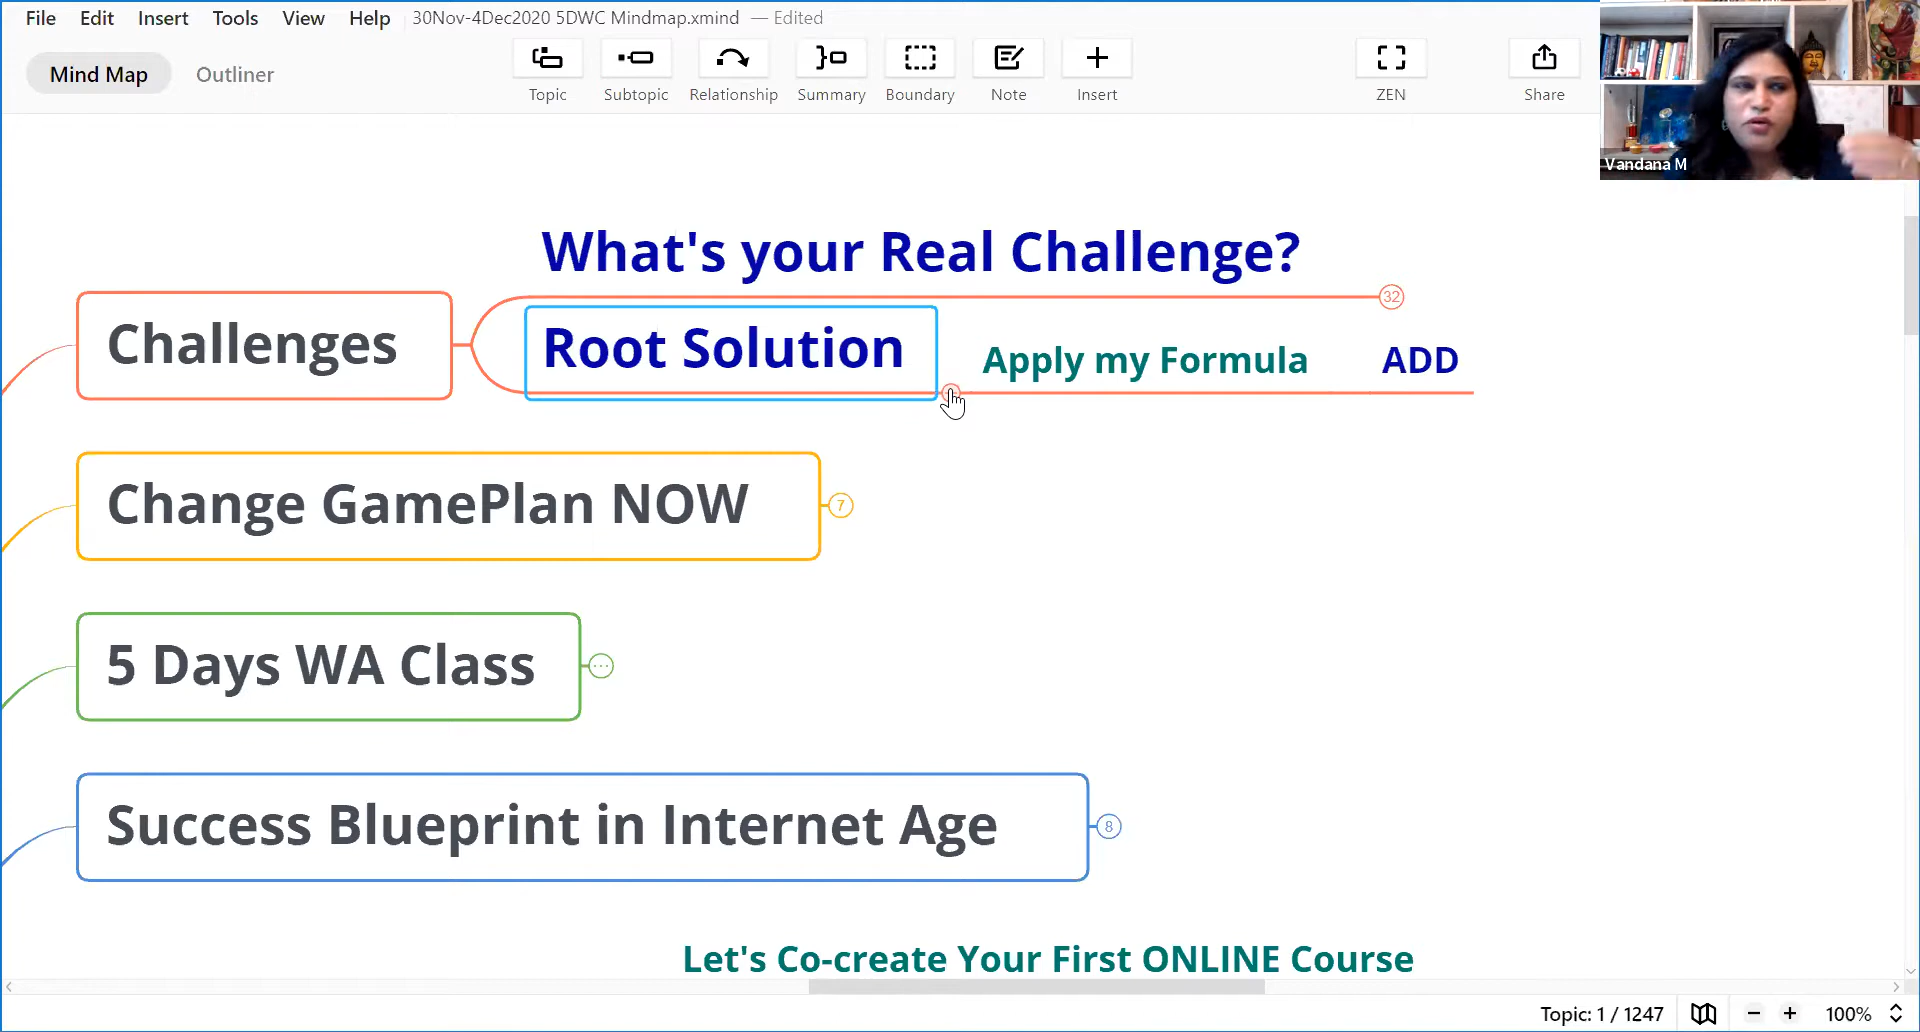 File Edit Insert Tools View Help 30Nov-4Dec2020 5DWC Mindmap.xmind — Edited
Mind Map Outliner
Topic Subtopic Relationship Summary Boundary Note Insert ZEN Share
Vandana M
What's your Real Challenge?
32
Challenges
Root Solution
Apply my Formula ADD
Change GamePlan NOW
7
5 Days WA Class
Success Blueprint in Internet Age
8
Let's Co-create Your First ONLINE Course
Topic: 1 / 1247 100%